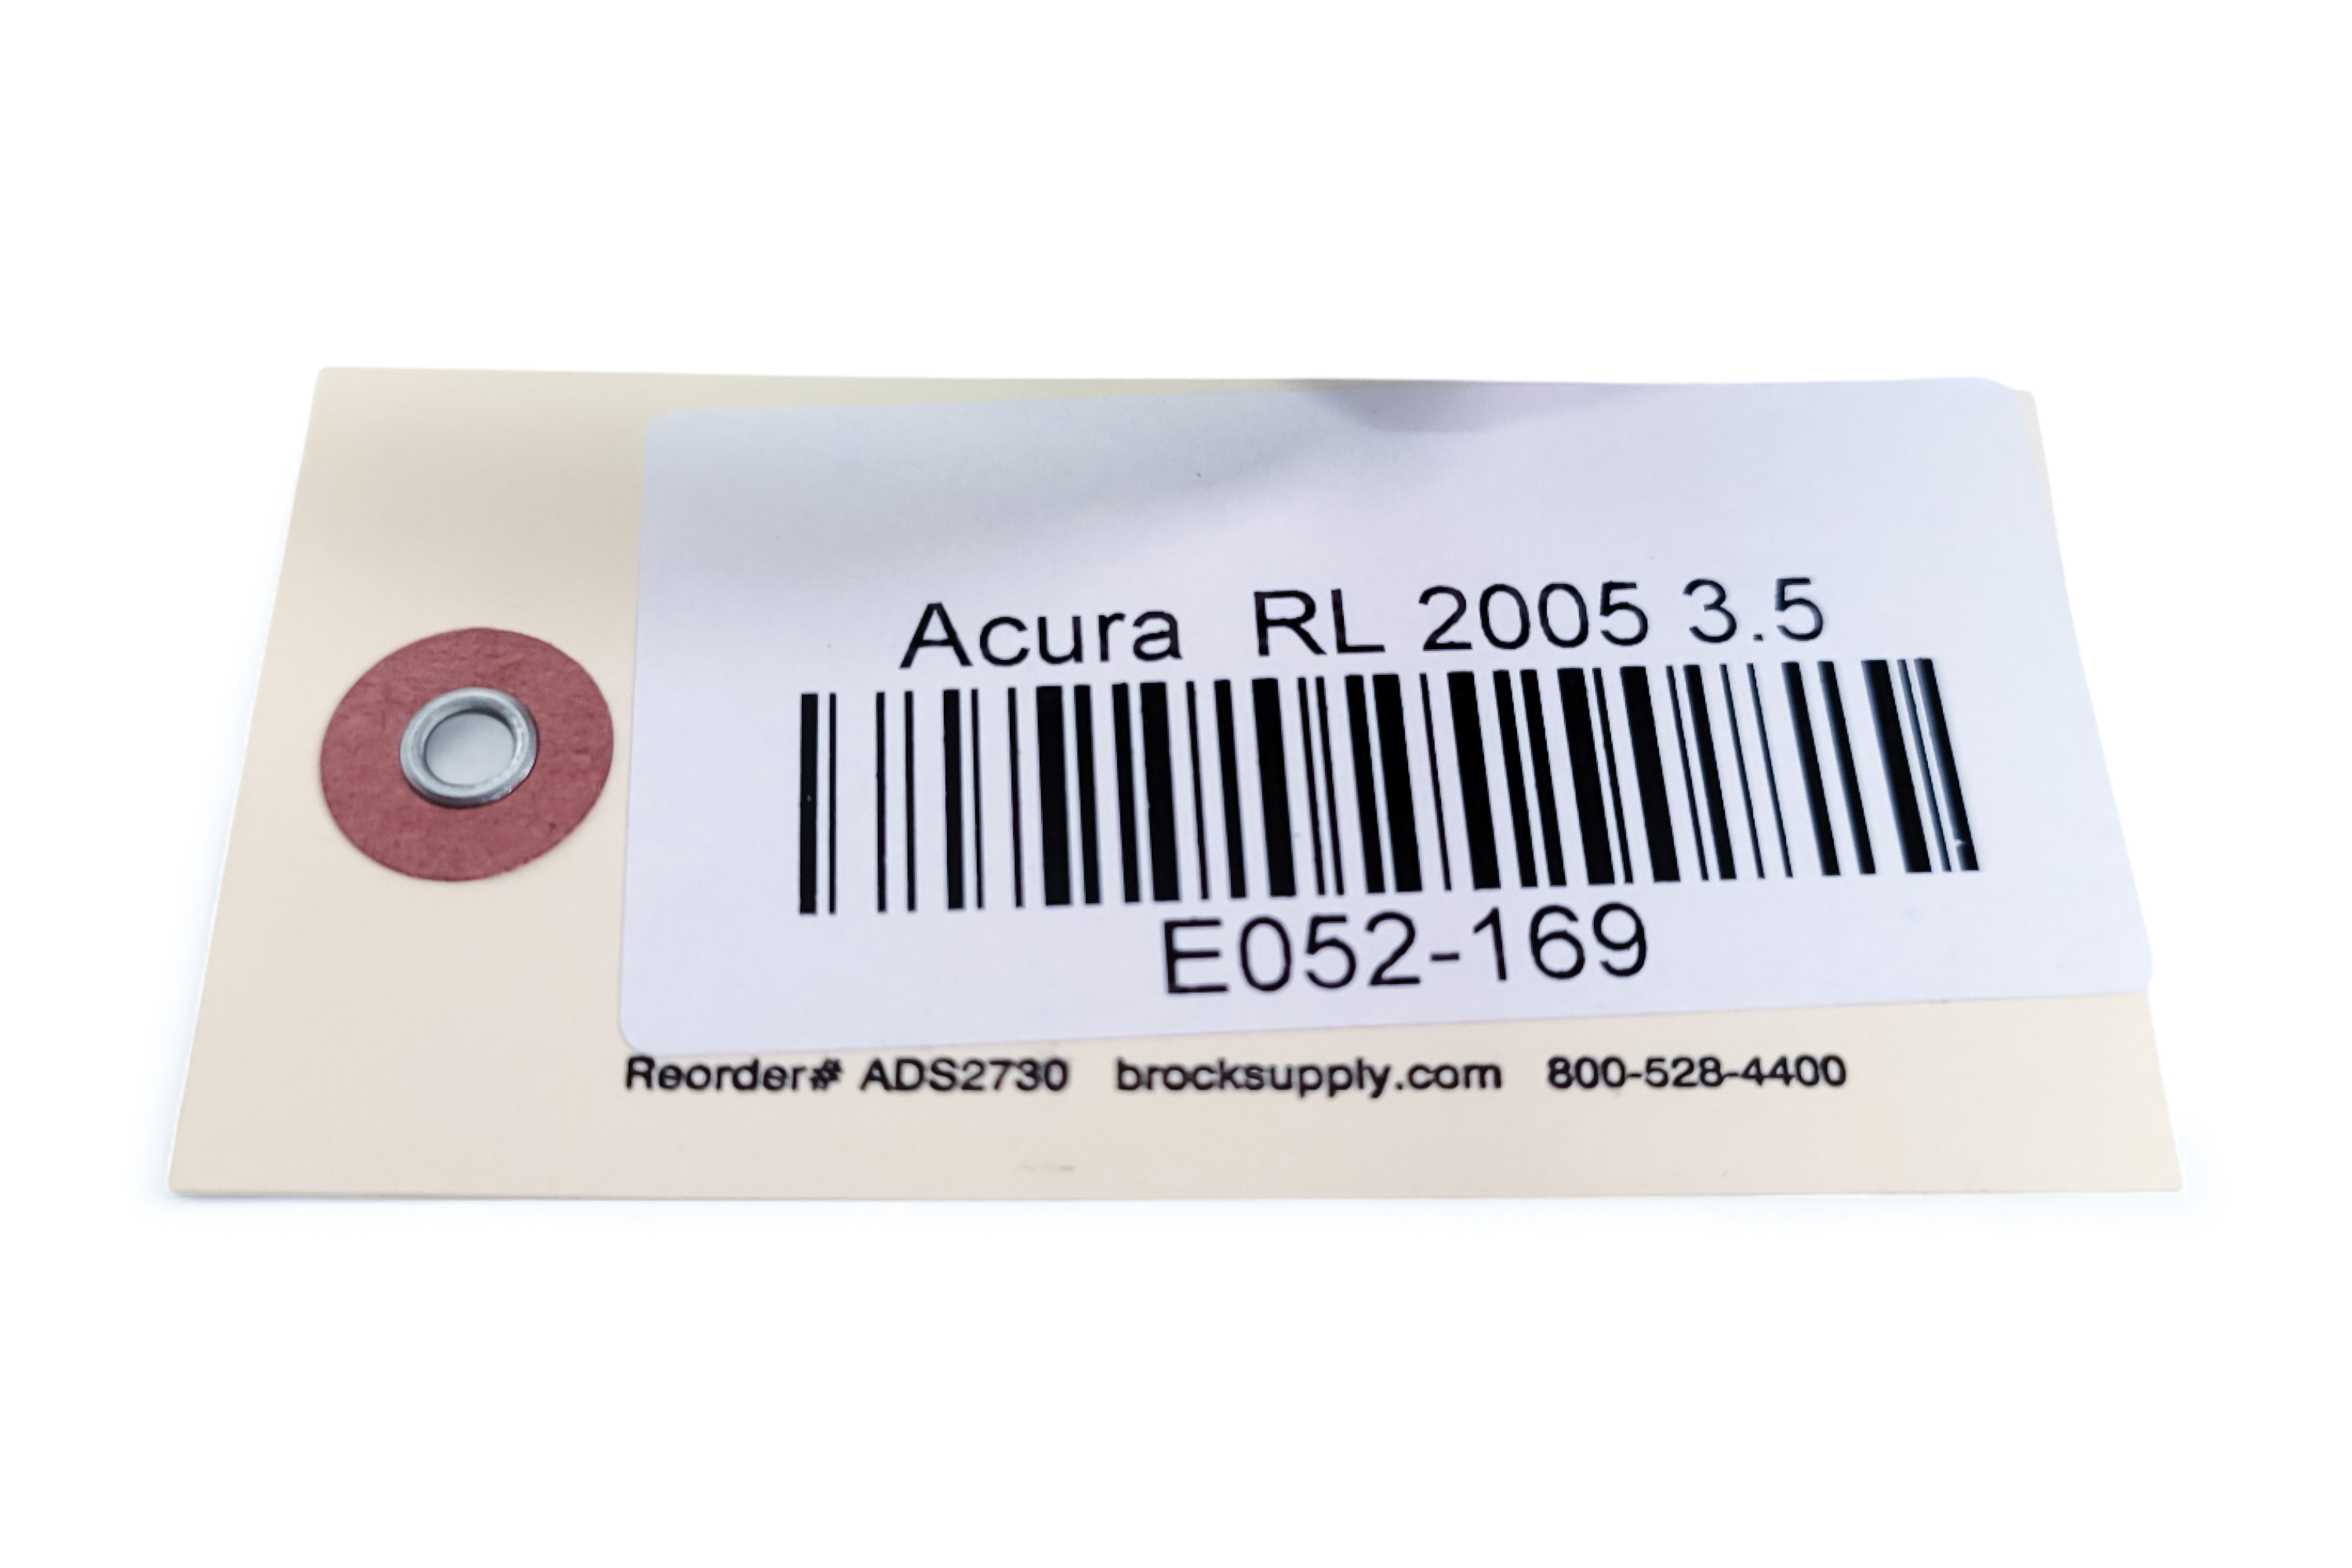 Acura RL 2005 3.5
E052-169
Reorder# ADS2730 brocksupply.com 800-528-4400